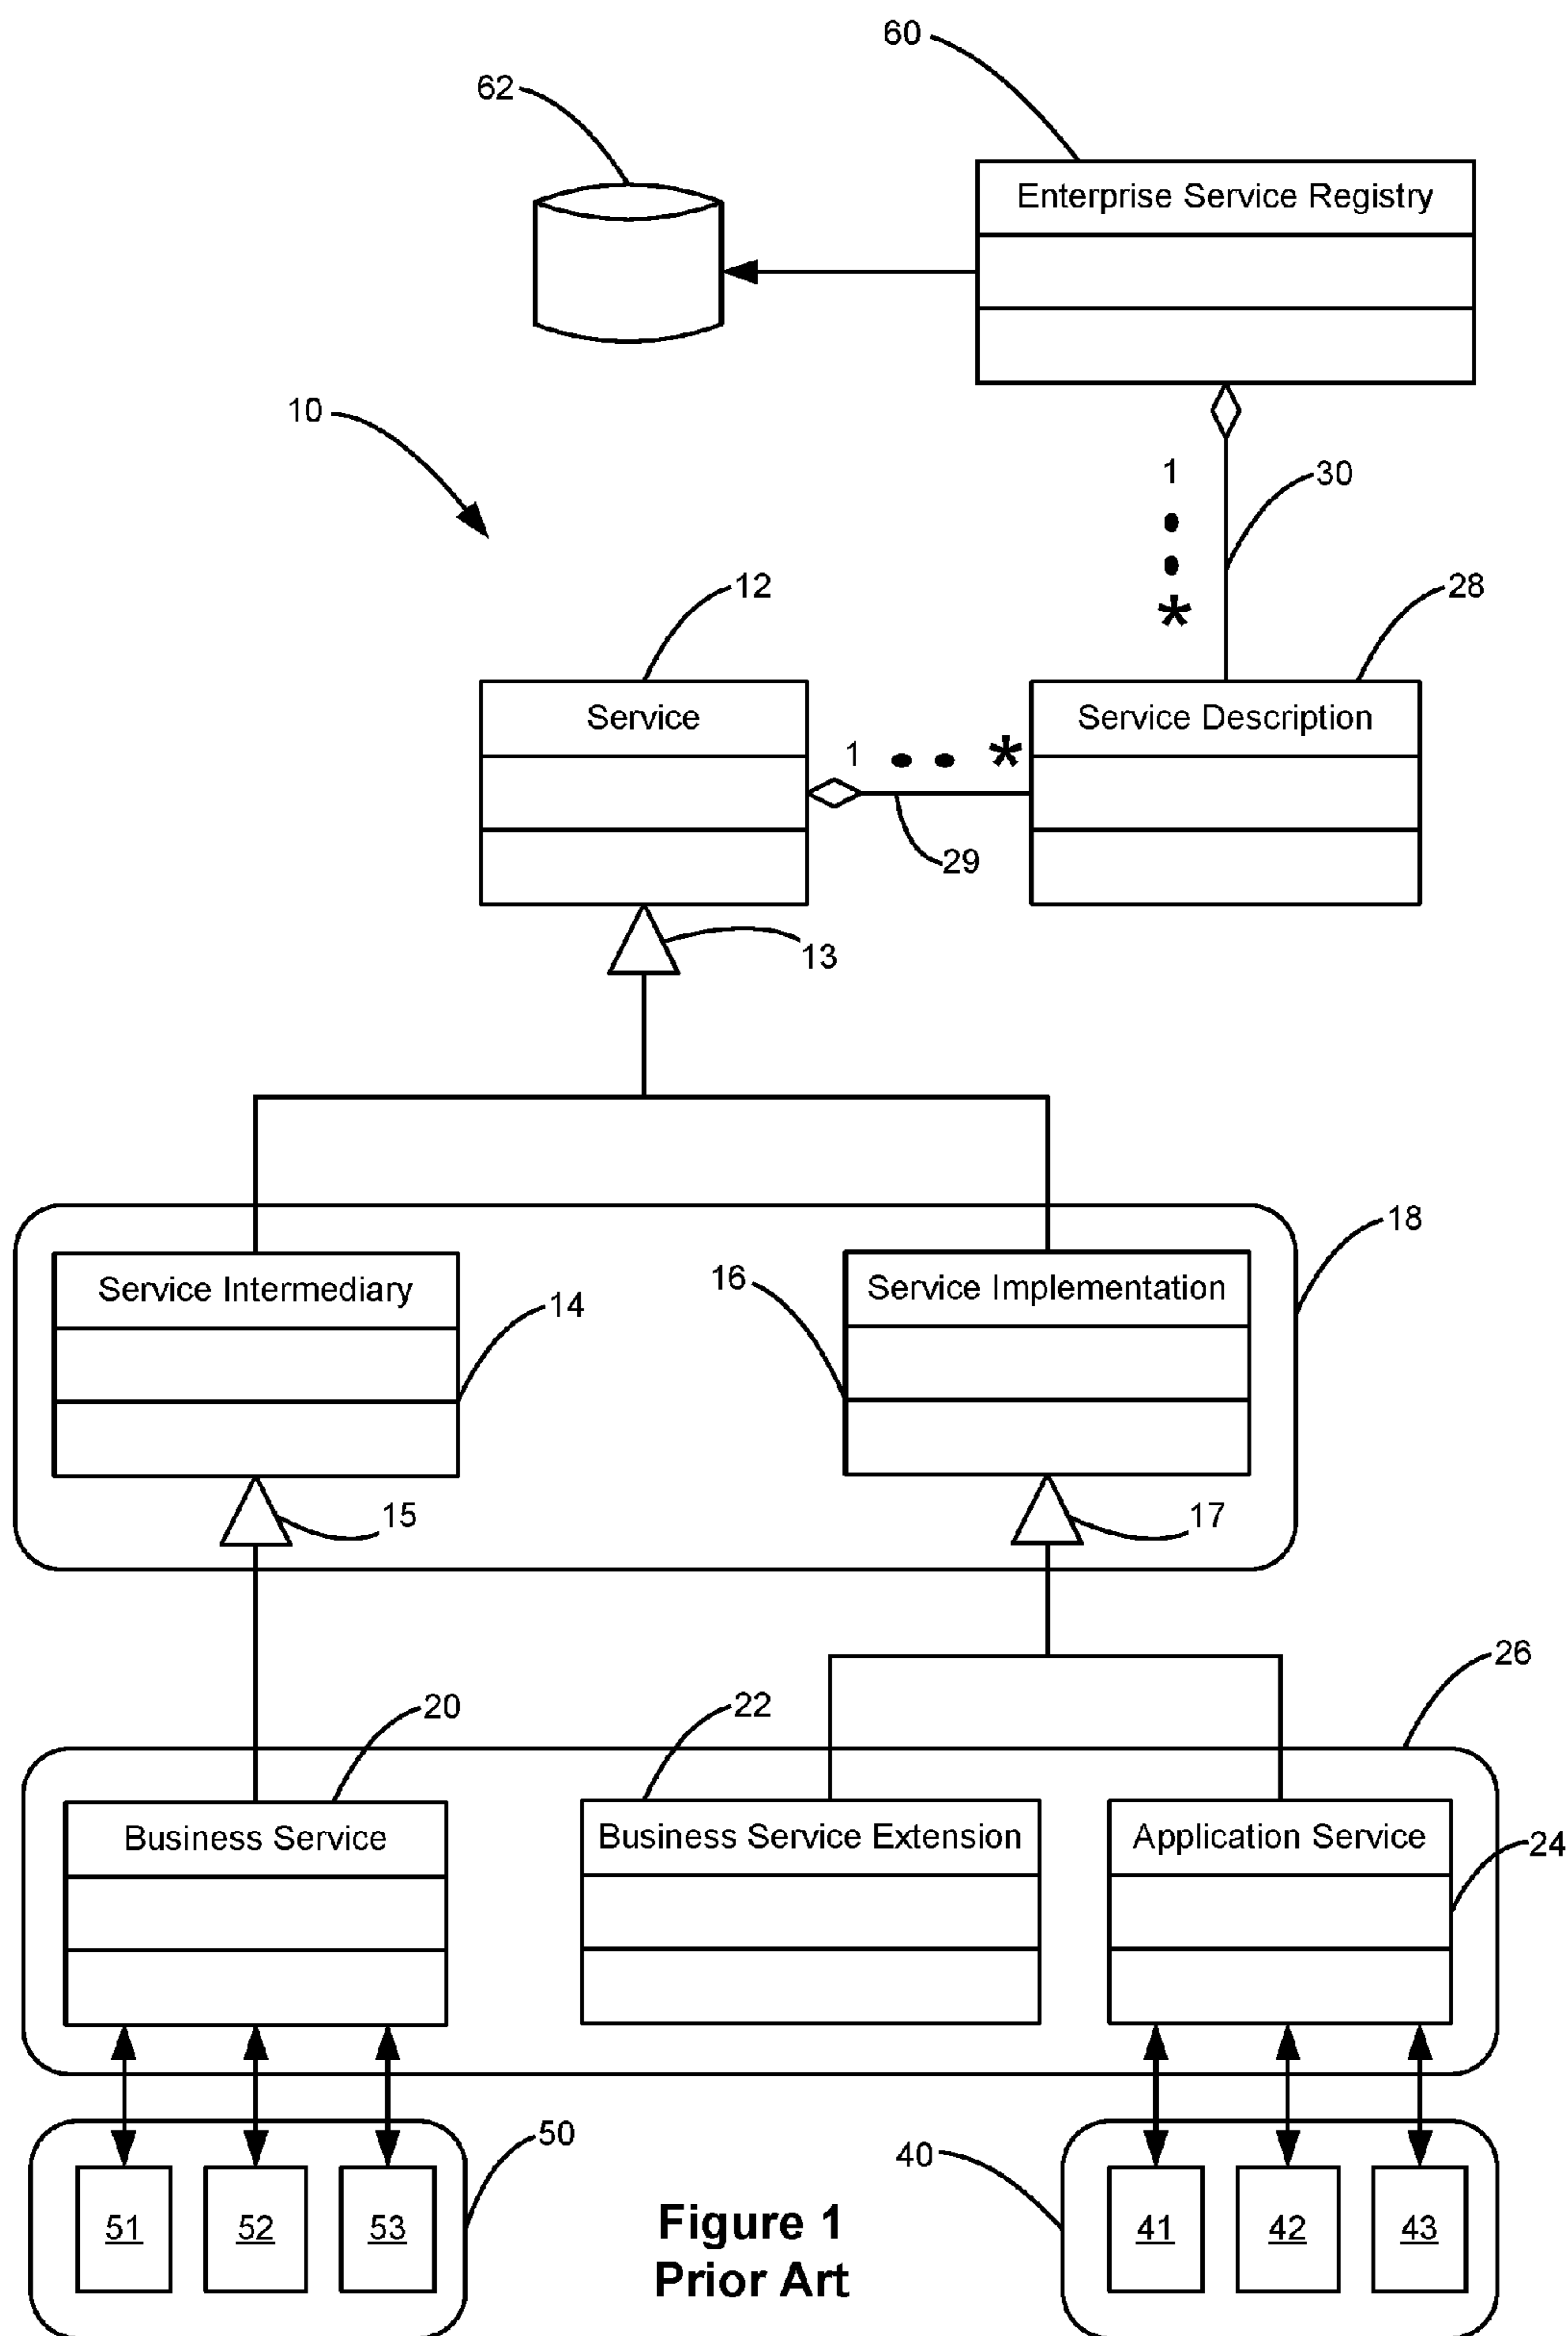 60
62
Enterprise Service Registry
10
1
30
*
12
28
Service
1 • • *
Service Description
29
13
18
Service Intermediary
16
Service Implementation
14
15
17
26
20
22
Business Service
Business Service Extension
Application Service
24
50
40
51 52 53
41 42 43
Figure 1
Prior Art